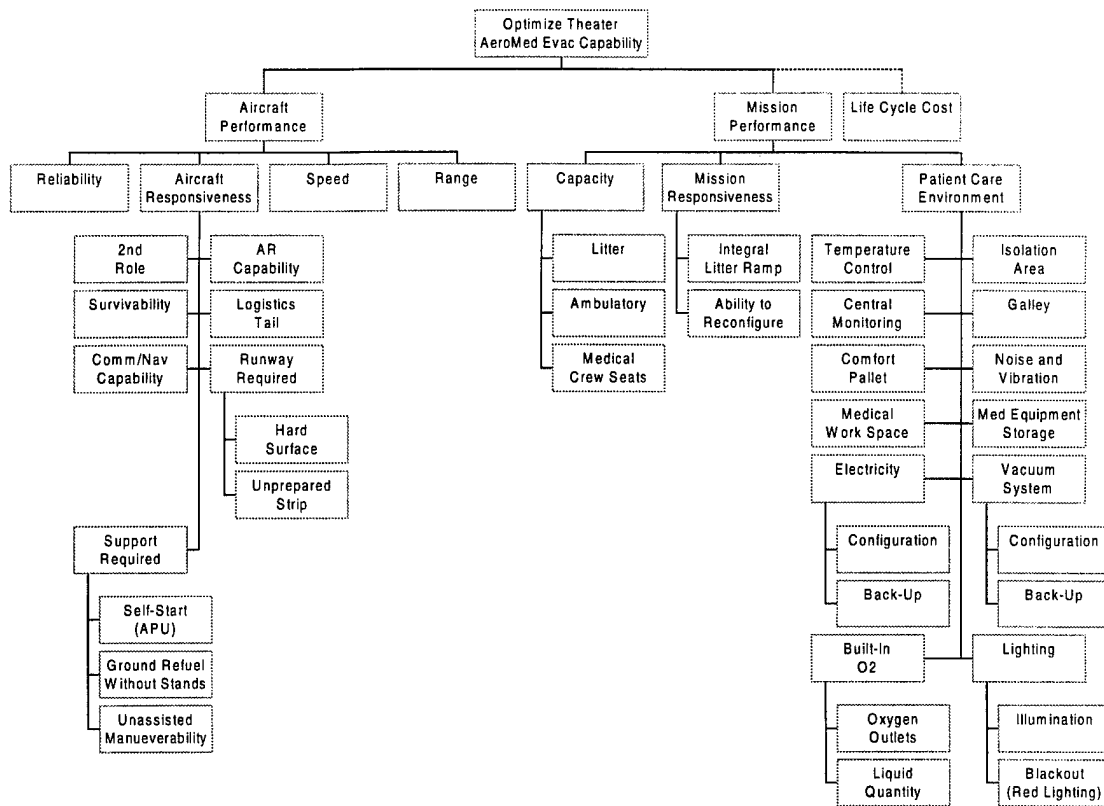 Optimize Theater
AeroMed Evac Capability
Aircraft
Performance
Mission
Performance
Life Cycle Cost
Reliability
Aircraft
Responsiveness
Speed
Range
Capacity
Mission
Responsiveness
Patient Care
Environment
2nd
Role
AR
Capability
Survivability
Logistics
Tail
Comm/Nav
Capability
Runway
Required
Hard
Surface
Unprepared
Strip
Support
Required
Self-Start
(APU)
Ground Refuel
Without Stands
Unassisted
Manueverability
Litter
Ambulatory
Medical
Crew Seats
Integral
Litter Ramp
Ability to
Reconfigure
Temperature
Control
Isolation
Area
Central
Monitoring
Galley
Comfort
Pallet
Noise and
Vibration
Medical
Work Space
Med Equipment
Storage
Electricity
Vacuum
System
Configuration
Back-Up
Configuration
Back-Up
Built-In
O2
Lighting
Oxygen
Outlets
Liquid
Quantity
Illumination
Blackout
(Red Lighting)